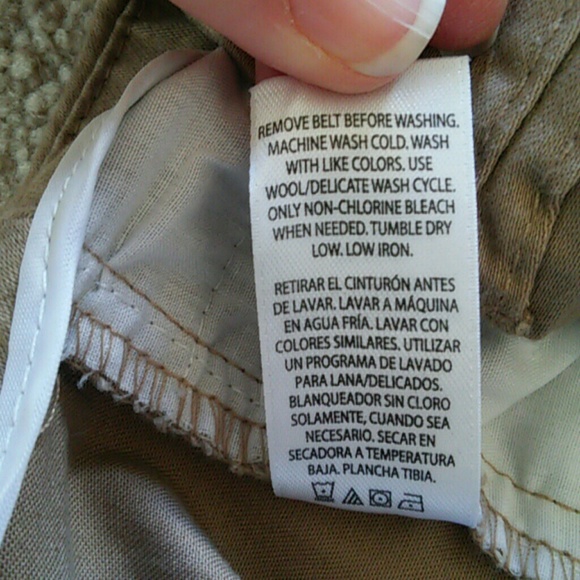 REMOVE BELT BEFORE WASHING.
MACHINE WASH COLD. WASH
WITH LIKE COLORS. USE
WOOL/DELICATE WASH CYCLE.
ONLY NON-CHLORINE BLEACH
WHEN NEEDED. TUMBLE DRY
LOW. LOW IRON.
RETIRAR EL CINTURÓN ANTES
DE LAVAR. LAVAR A MÁQUINA
EN AGUA FRÍA. LAVAR CON
COLORES SIMILARES. UTILIZAR
UN PROGRAMA DE LAVADO
PARA LANA/DELICADOS.
BLANQUEADOR SIN CLORO
SOLAMENTE, CUANDO SEA
NECESARIO. SECAR EN
SECADORA A TEMPERATURA
BAJA. PLANCHA TIBIA.